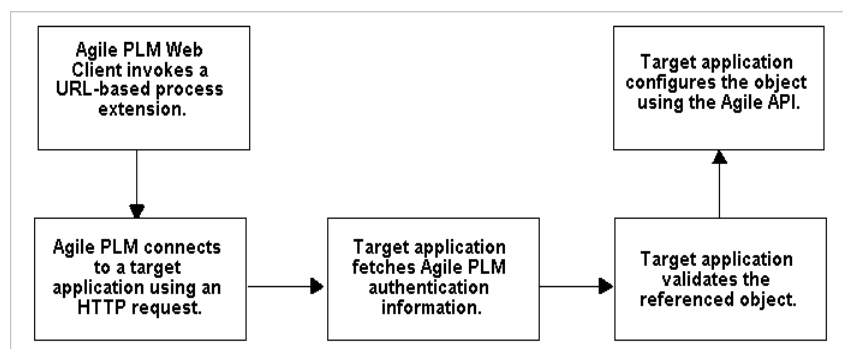 Agile PLM Web
Client invokes a
URL-based process
extension.
Agile PLM connects
to a target
application using an
HTTP request.
Target application
fetches Agile PLM
authentication
information.
Target application
validates the
referenced object.
Target application
configures the object
using the Agile API.